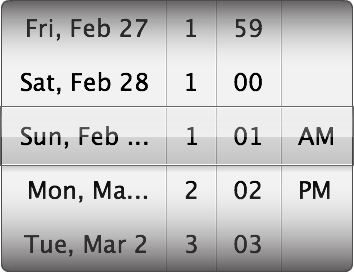 Fri, Feb 27 1 59
Sat, Feb 28 1 00
Sun, Feb ... 1 01 AM
Mon, Ma... 2 02 PM
Tue, Mar 2 3 03